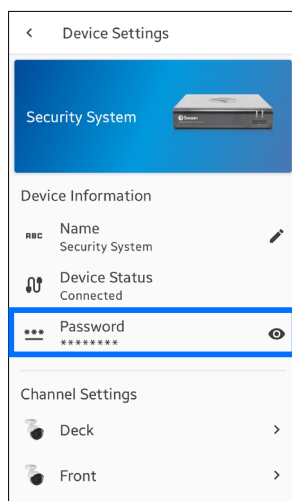 Device Settings
Security System
Swann
Device Information
ABC
Name
Security System
Device Status
Connected
Password
********
Channel Settings
Deck
Front